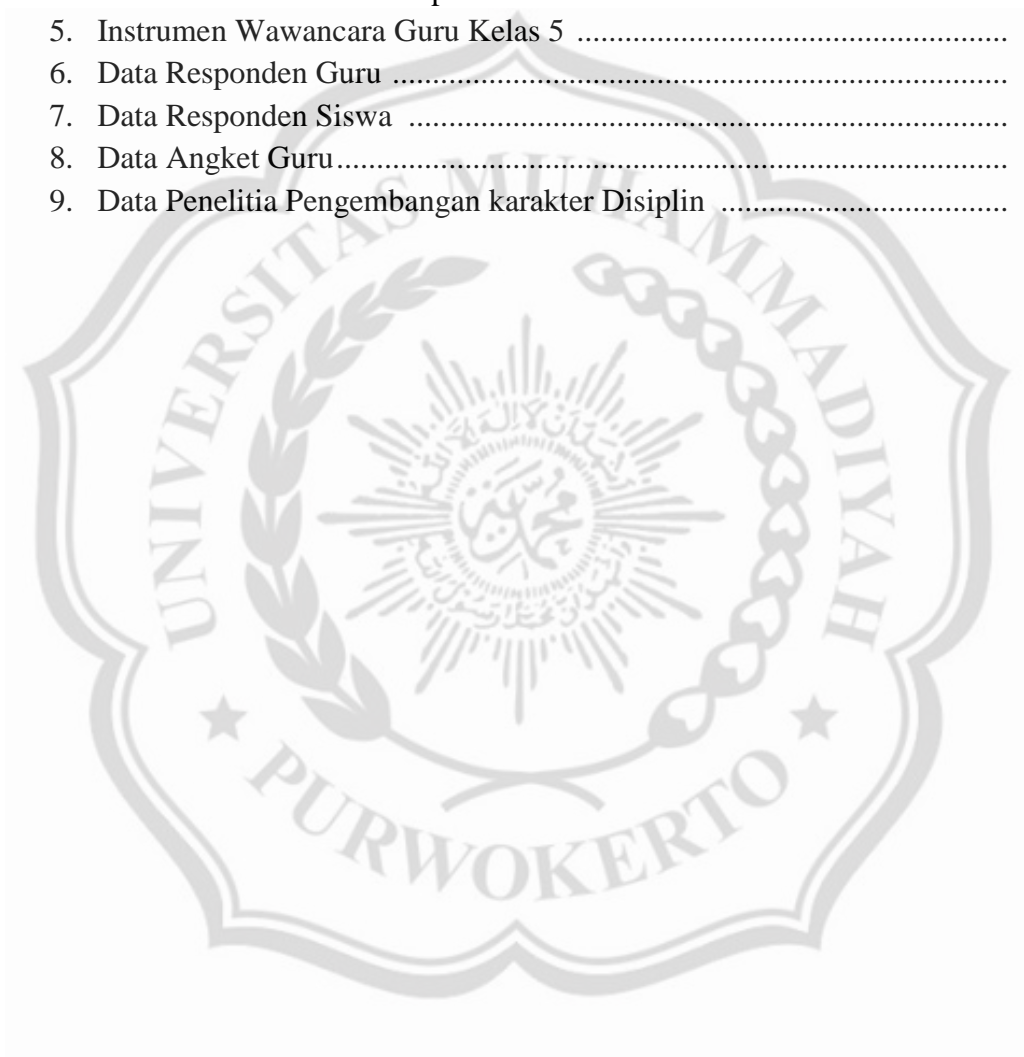 5. Instrumen Wawancara Guru Kelas 5 ......................................................
6. Data Responden Guru .............................................................................
7. Data Responden Siswa ...........................................................................
8. Data Angket Guru....................................................................................
9. Data Penelitia Pengembangan karakter Disiplin ....................................
UNIVERSITAS MUHAMMADIYAH
PURWOKERTO